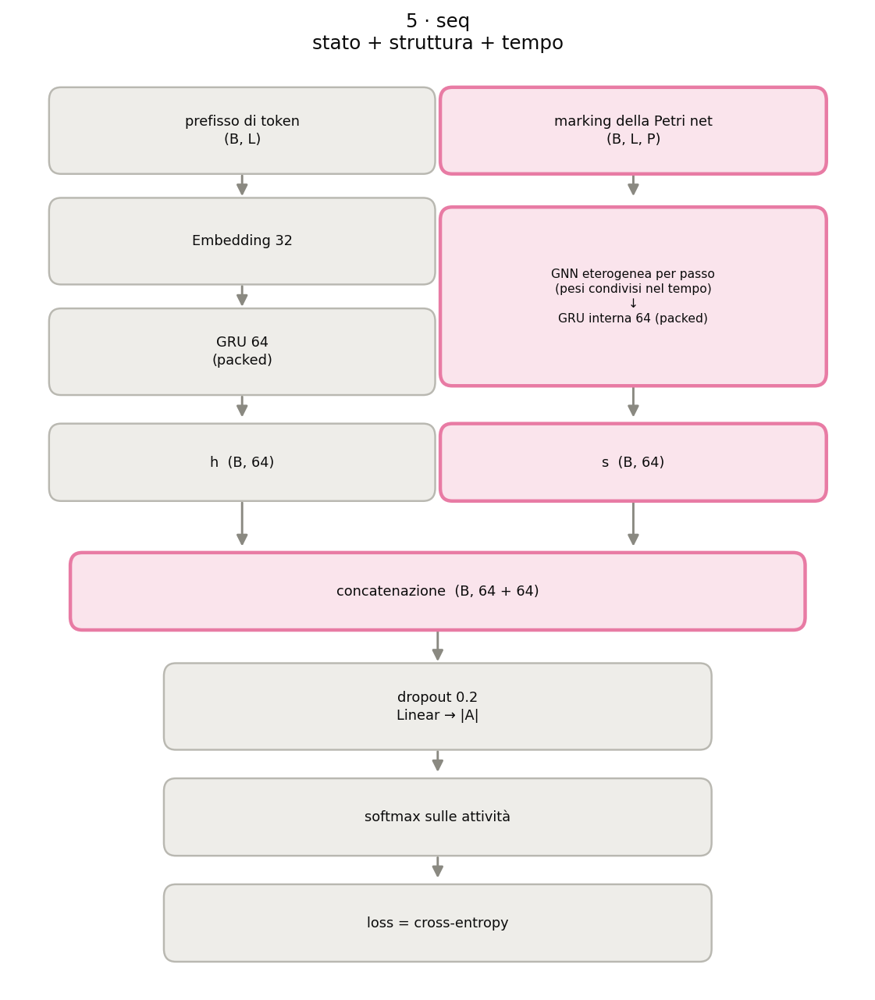 5 · seq
stato + struttura + tempo
prefisso di token
(B, L)
marking della Petri net
(B, L, P)
Embedding 32
GNN eterogenea per passo
(pesi condivisi nel tempo)
↓
GRU interna 64 (packed)
GRU 64
(packed)
h  (B, 64)
s  (B, 64)
concatenazione  (B, 64 + 64)
dropout 0.2
Linear → |A|
softmax sulle attività
loss = cross-entropy